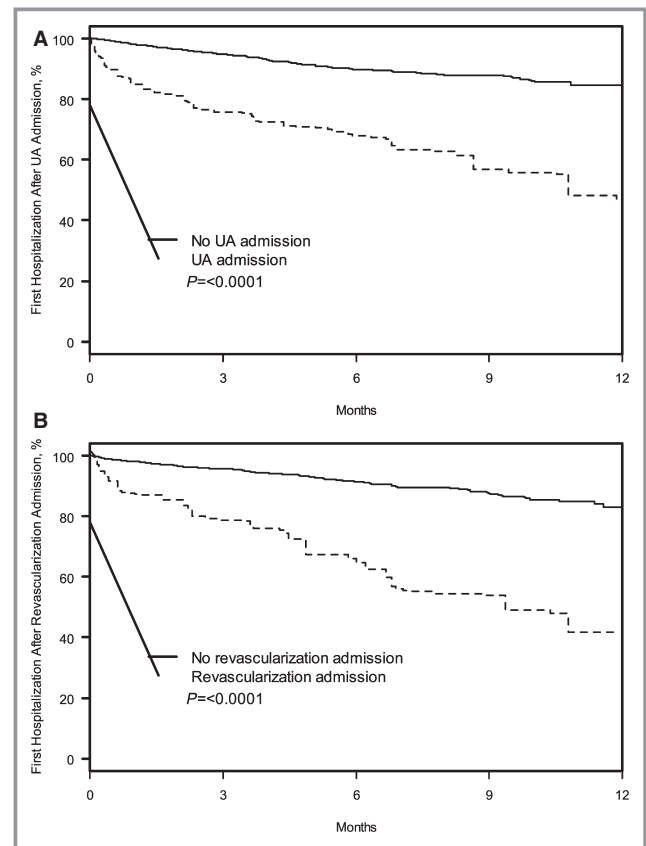 A
First Hospitalization After UA Admission, %
100
80
60
40
20
0
No UA admission
UA admission
P=<0.0001
0 3 6 9 12
Months
B
First Hospitalization After Revascularization Admission, %
100
80
60
40
20
0
No revascularization admission
Revascularization admission
P=<0.0001
0 3 6 9 12
Months